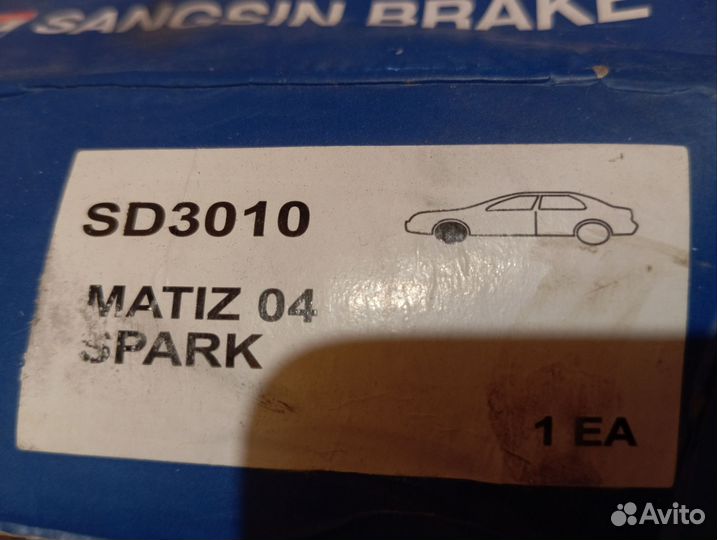 SANGSIN BRAKE
SD3010
MATIZ 04
SPARK
1 EA
Avito